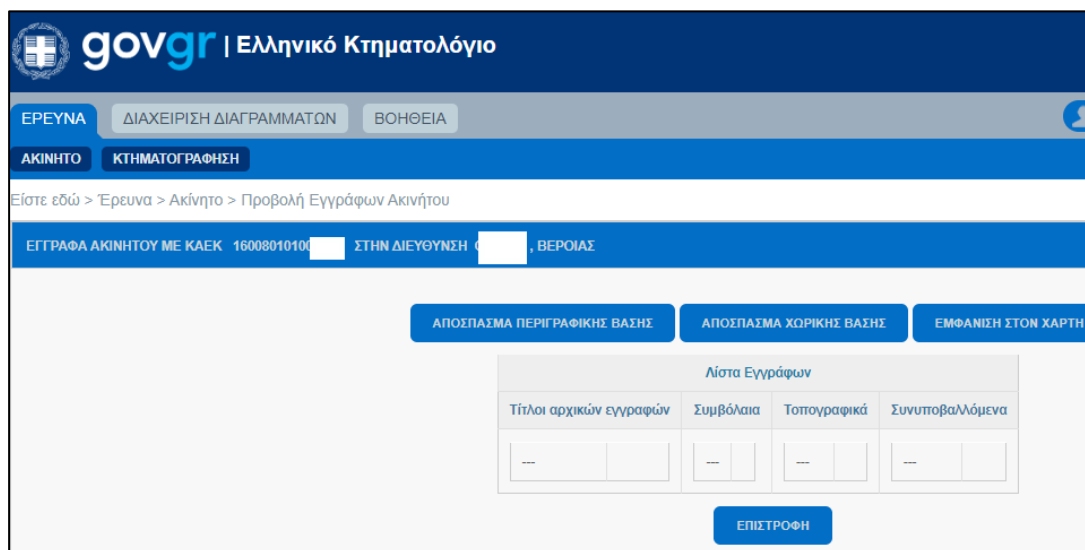 govgr | Ελληνικό Κτηματολόγιο
ΕΡΕΥΝΑ ΔΙΑΧΕΙΡΙΣΗ ΔΙΑΓΡΑΜΜΑΤΩΝ ΒΟΗΘΕΙΑ
ΑΚΙΝΗΤΟ ΚΤΗΜΑΤΟΓΡΑΦΗΣΗ
Είστε εδώ > Έρευνα > Ακίνητο > Προβολή Εγγράφων Ακινήτου
ΕΓΓΡΑΦΑ ΑΚΙΝΗΤΟΥ ΜΕ ΚΑΕΚ 16008010100 ΣΤΗΝ ΔΙΕΥΘΥΝΣΗ , ΒΕΡΟΙΑΣ
ΑΠΟΣΠΑΣΜΑ ΠΕΡΙΓΡΑΦΙΚΗΣ ΒΑΣΗΣ ΑΠΟΣΠΑΣΜΑ ΧΩΡΙΚΗΣ ΒΑΣΗΣ ΕΜΦΑΝΙΣΗ ΣΤΟΝ ΧΑΡΤΗ
Λίστα Εγγράφων
Τίτλοι αρχικών εγγραφών Συμβόλαια Τοπογραφικά Συνυποβαλλόμενα
--- --- --- ---
ΕΠΙΣΤΡΟΦΗ